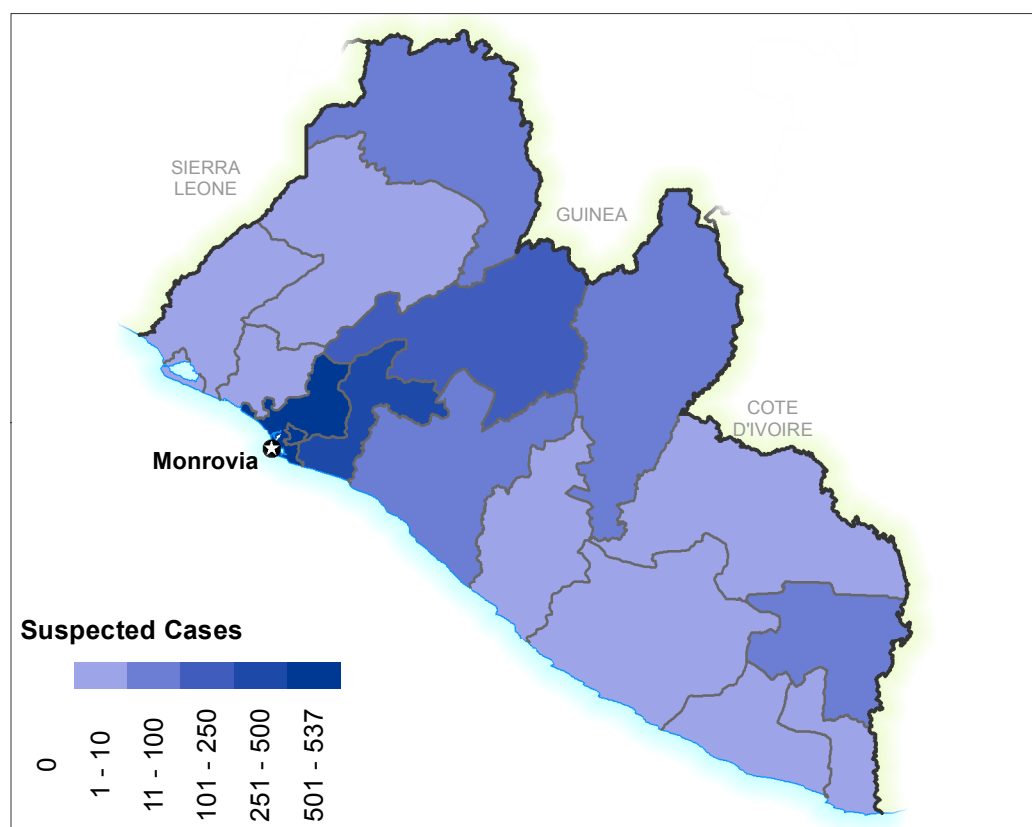 SIERRA
LEONE
GUINEA
COTE
D'IVOIRE
Monrovia
Suspected Cases
0
1 - 10
11 - 100
101 - 250
251 - 500
501 - 537